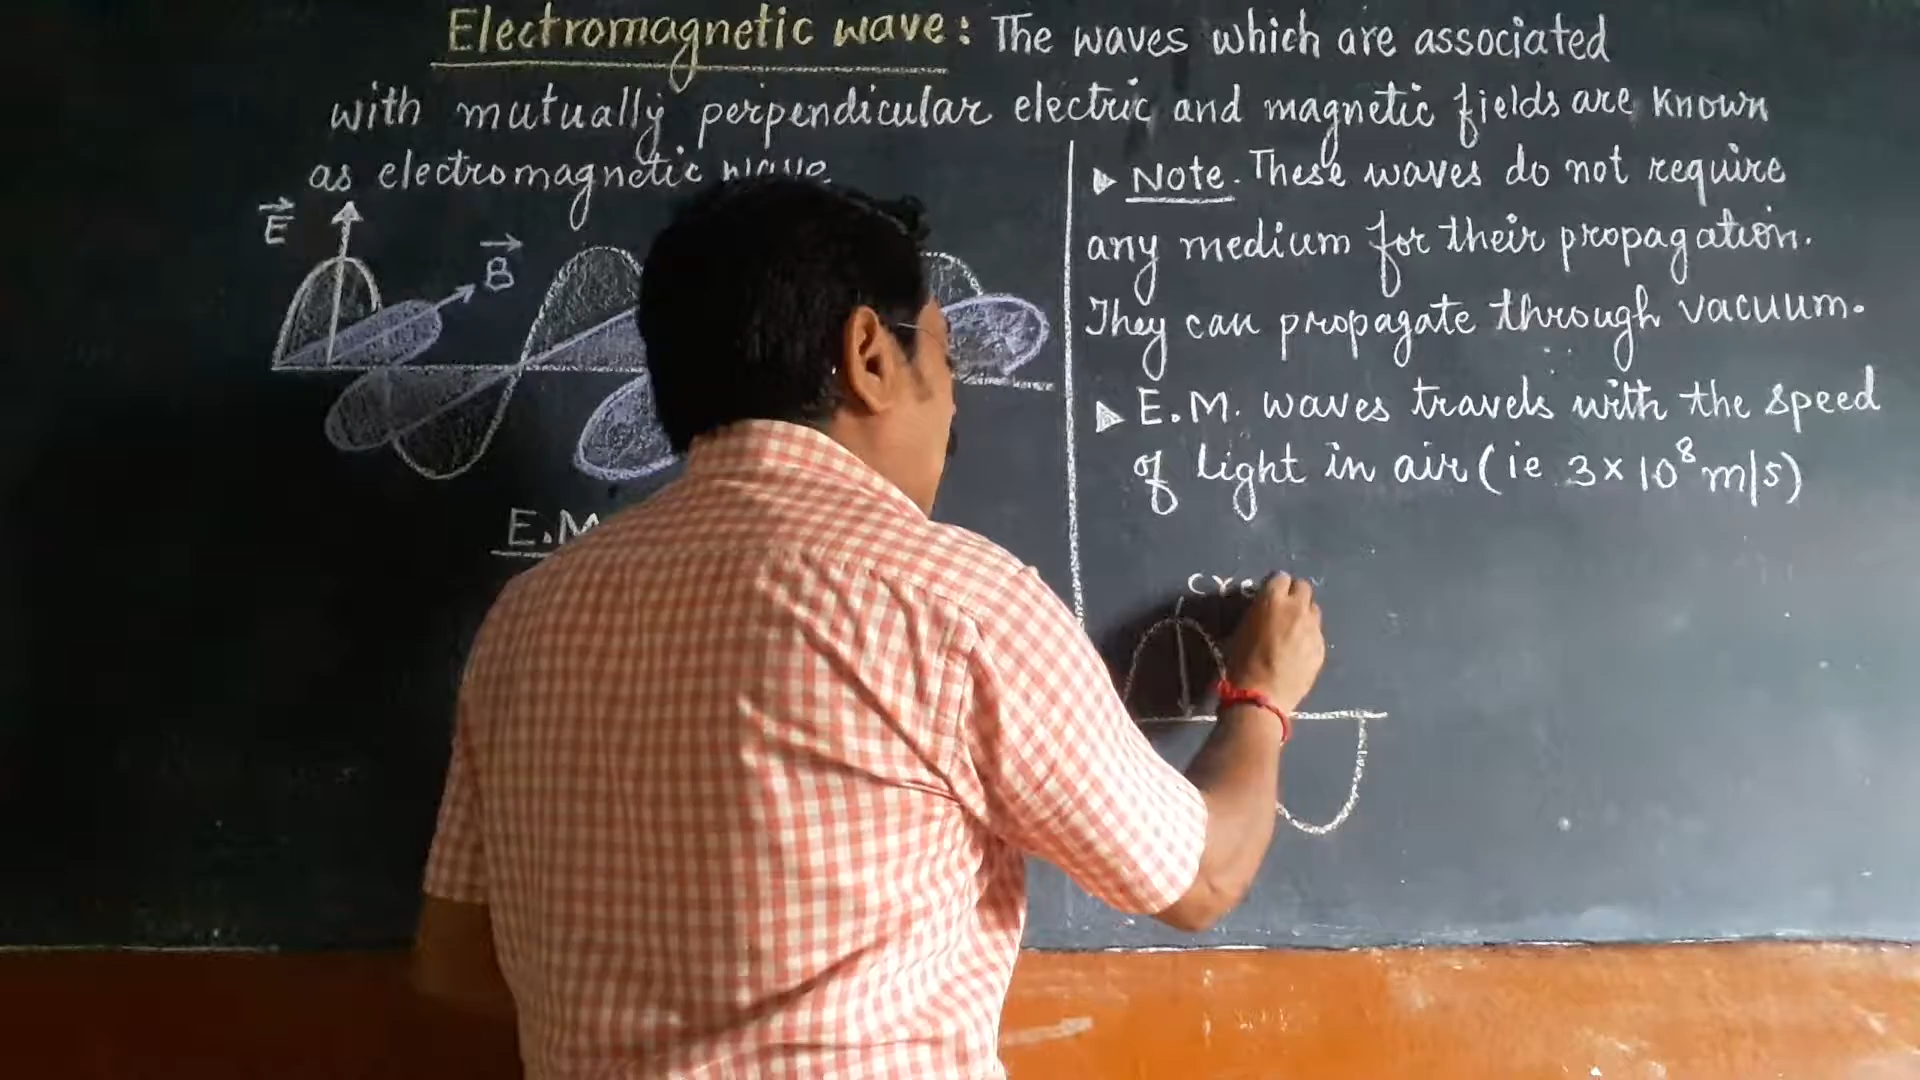 Electromagnetic wave: The waves which are associated
with mutually perpendicular electric and magnetic fields are known
as electromagnetic wave.
E
B
E.M
▸ Note. These waves do not require
any medium for their propagation.
They can propagate through vacuum.
▸ E.M. waves travels with the speed
of light in air (ie 3×10⁸ m/s)
cre